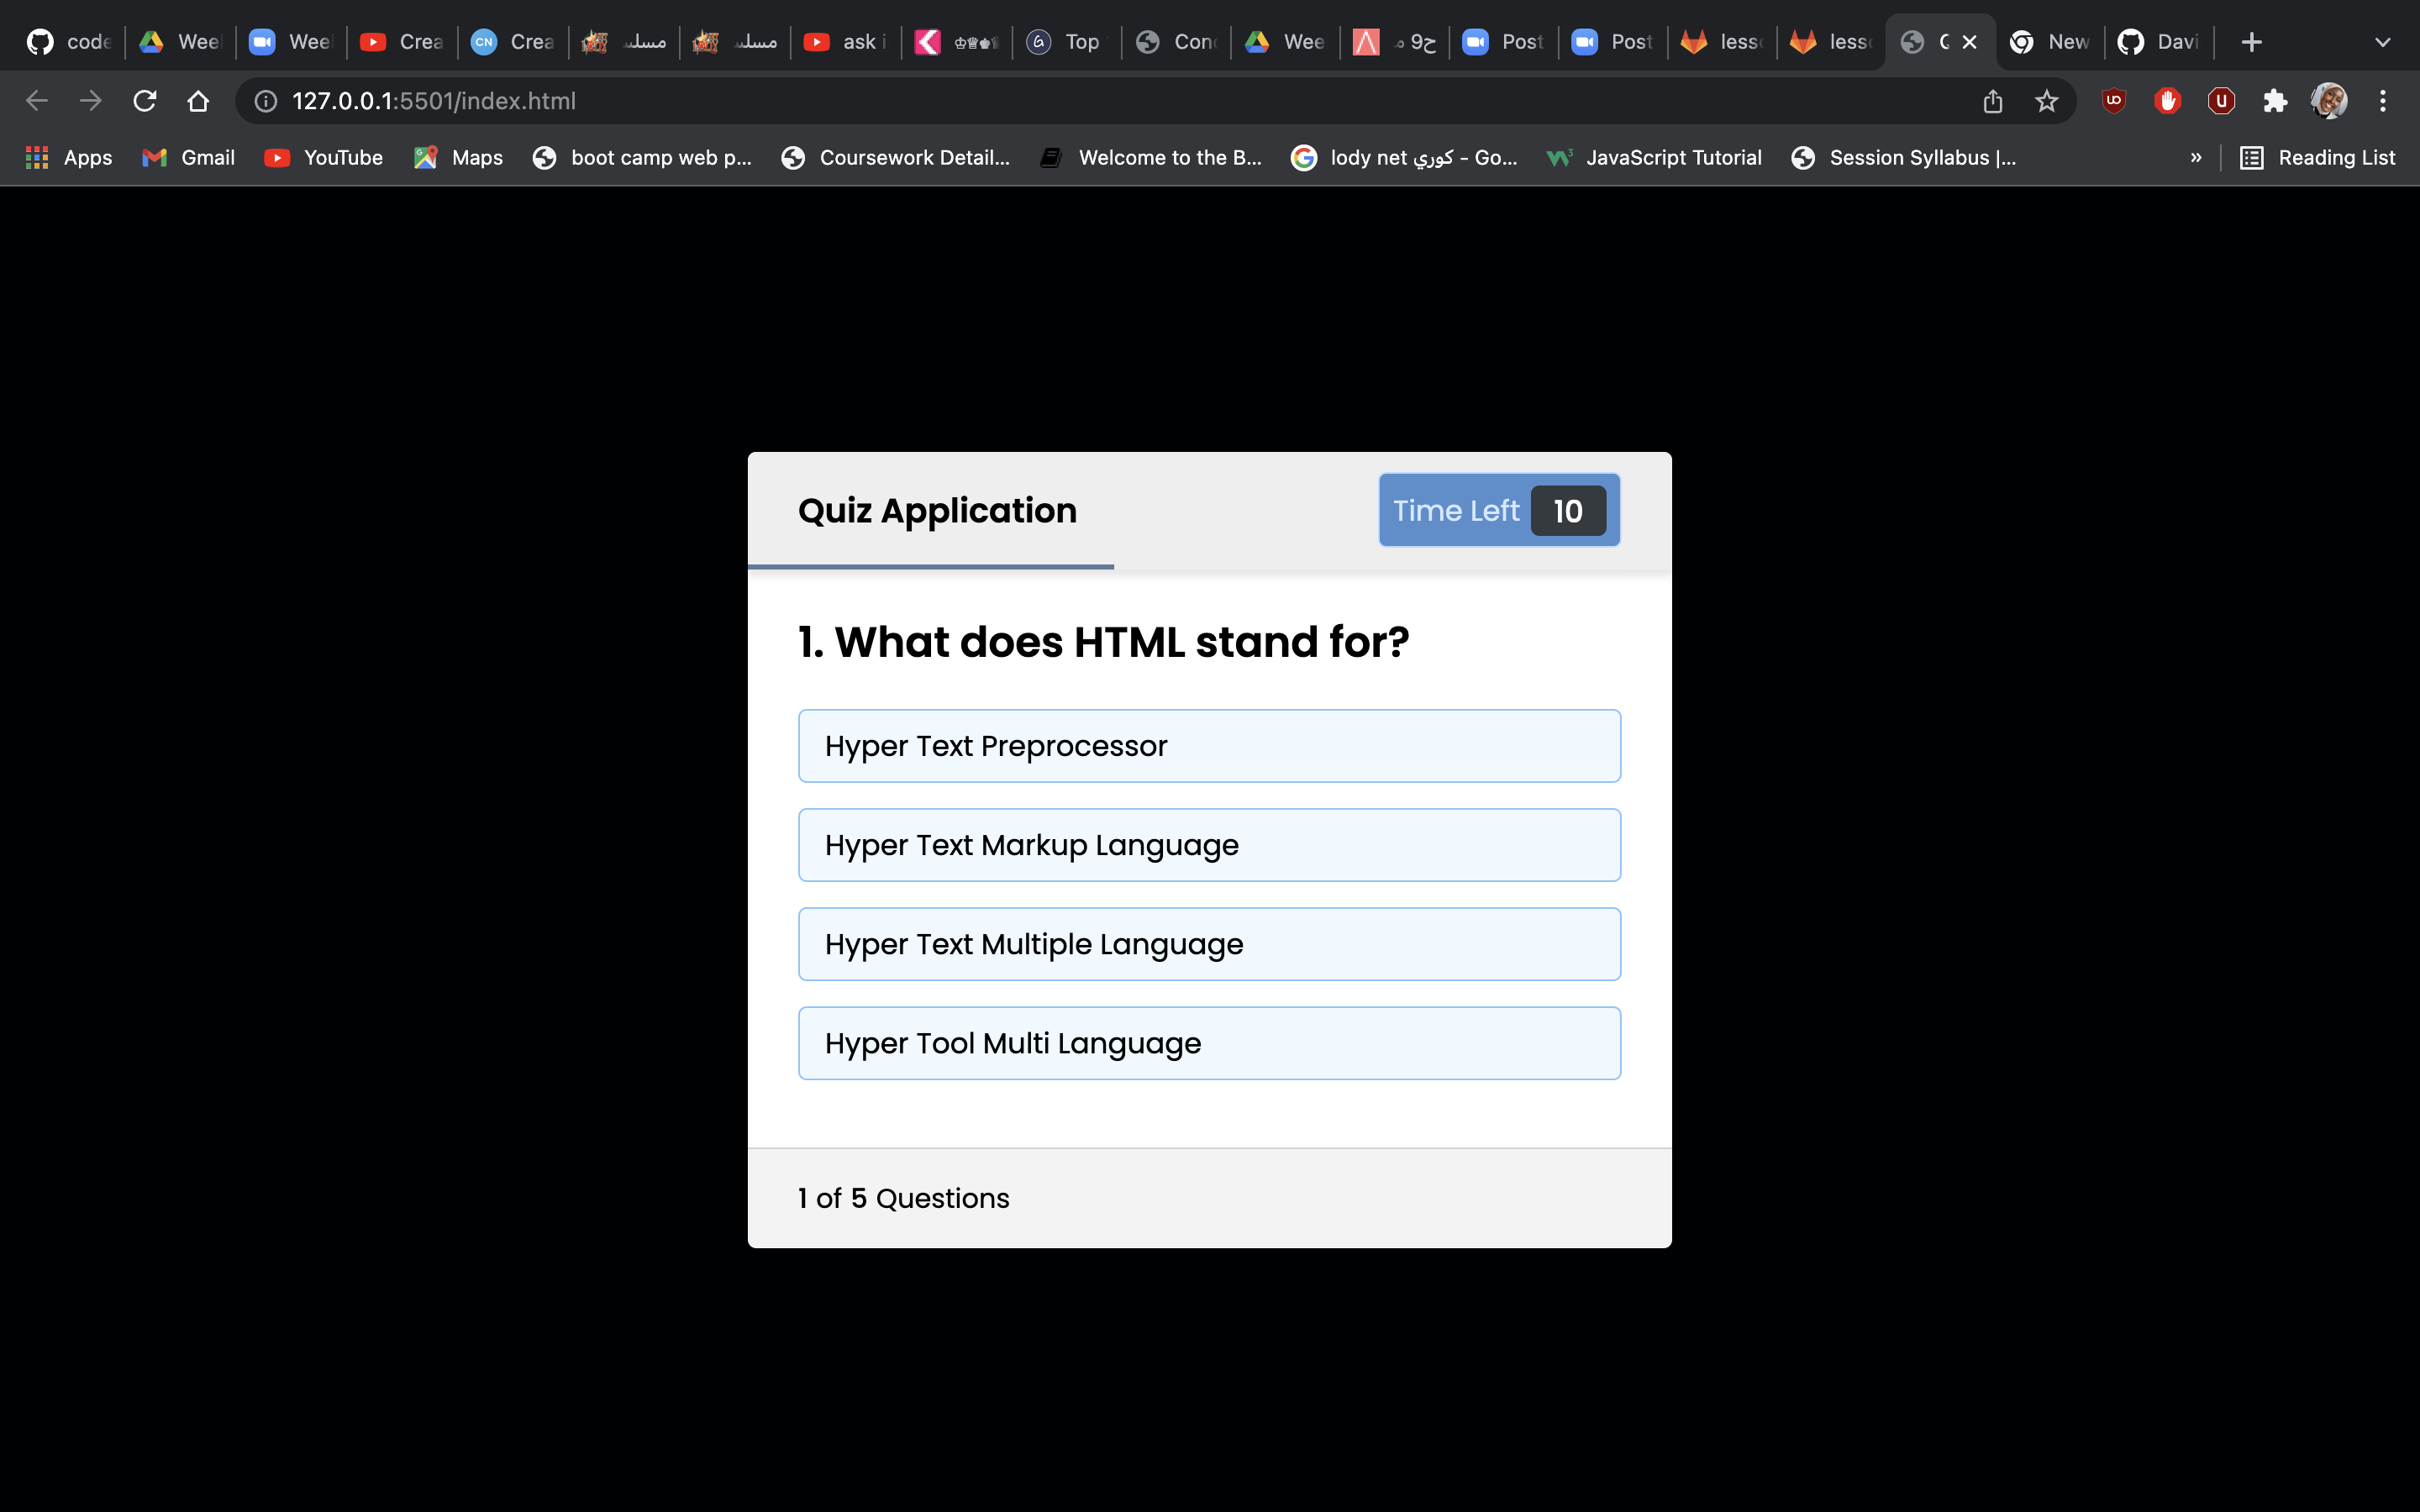 code Wee Wee Crea Crea مسلس مسلس ask i Top Con Wee ح9 م Post Post less less New Davi
127.0.0.1:5501/index.html
Apps Gmail YouTube Maps boot camp web p... Coursework Detail... Welcome to the B... lody net كوري - Go... JavaScript Tutorial Session Syllabus |... » Reading List
Quiz Application
Time Left 10
1. What does HTML stand for?
Hyper Text Preprocessor
Hyper Text Markup Language
Hyper Text Multiple Language
Hyper Tool Multi Language
1 of 5 Questions